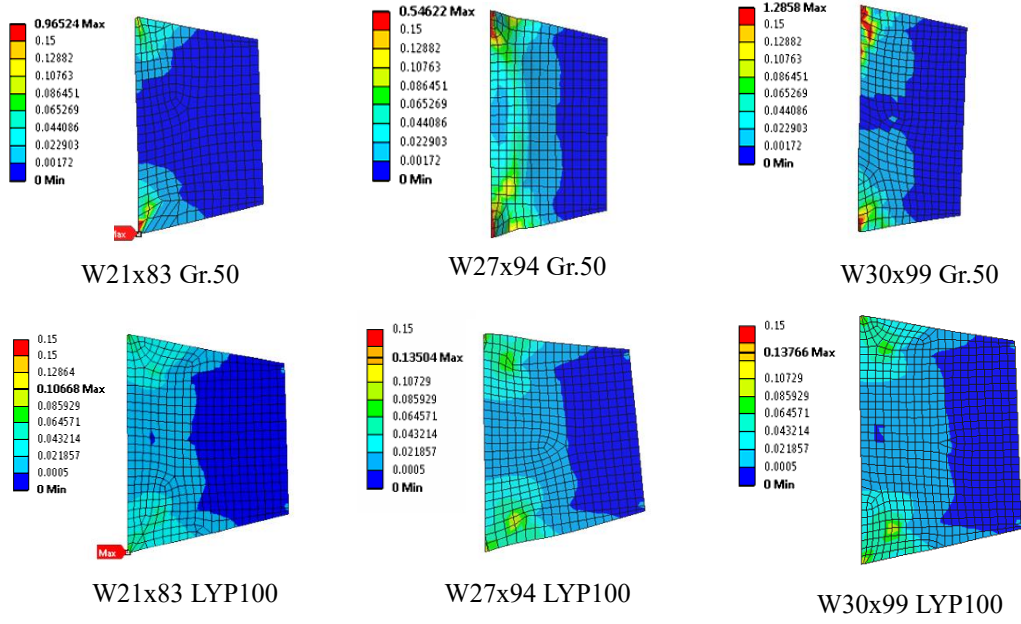 0.96524 Max
0.15
0.12882
0.10763
0.086451
0.065269
0.044086
0.022903
0.00172
0 Min
Max
W21x83 Gr.50
0.54622 Max
0.15
0.12882
0.10763
0.086451
0.065269
0.044086
0.022903
0.00172
0 Min
W27x94 Gr.50
1.2858 Max
0.15
0.12882
0.10763
0.086451
0.065269
0.044086
0.022903
0.00172
0 Min
W30x99 Gr.50
0.15
0.15
0.12864
0.10668 Max
0.085929
0.064571
0.043214
0.021857
0.0005
0 Min
Max
W21x83 LYP100
0.15
0.13504 Max
0.10729
0.085929
0.064571
0.043214
0.021857
0.0005
0 Min
W27x94 LYP100
0.15
0.13766 Max
0.10729
0.085929
0.064571
0.043214
0.021857
0.0005
0 Min
W30x99 LYP100